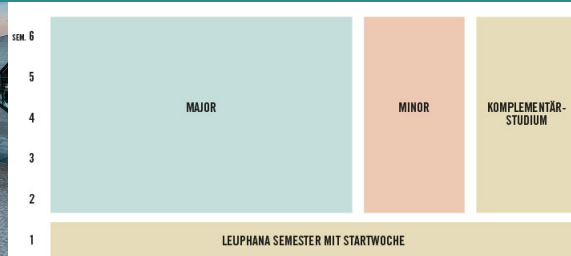 SEM. 6
5
4
3
2
1
MAJOR
MINOR
KOMPLEMENTÄR-
STUDIUM
LEUPHANA SEMESTER MIT STARTWOCHE